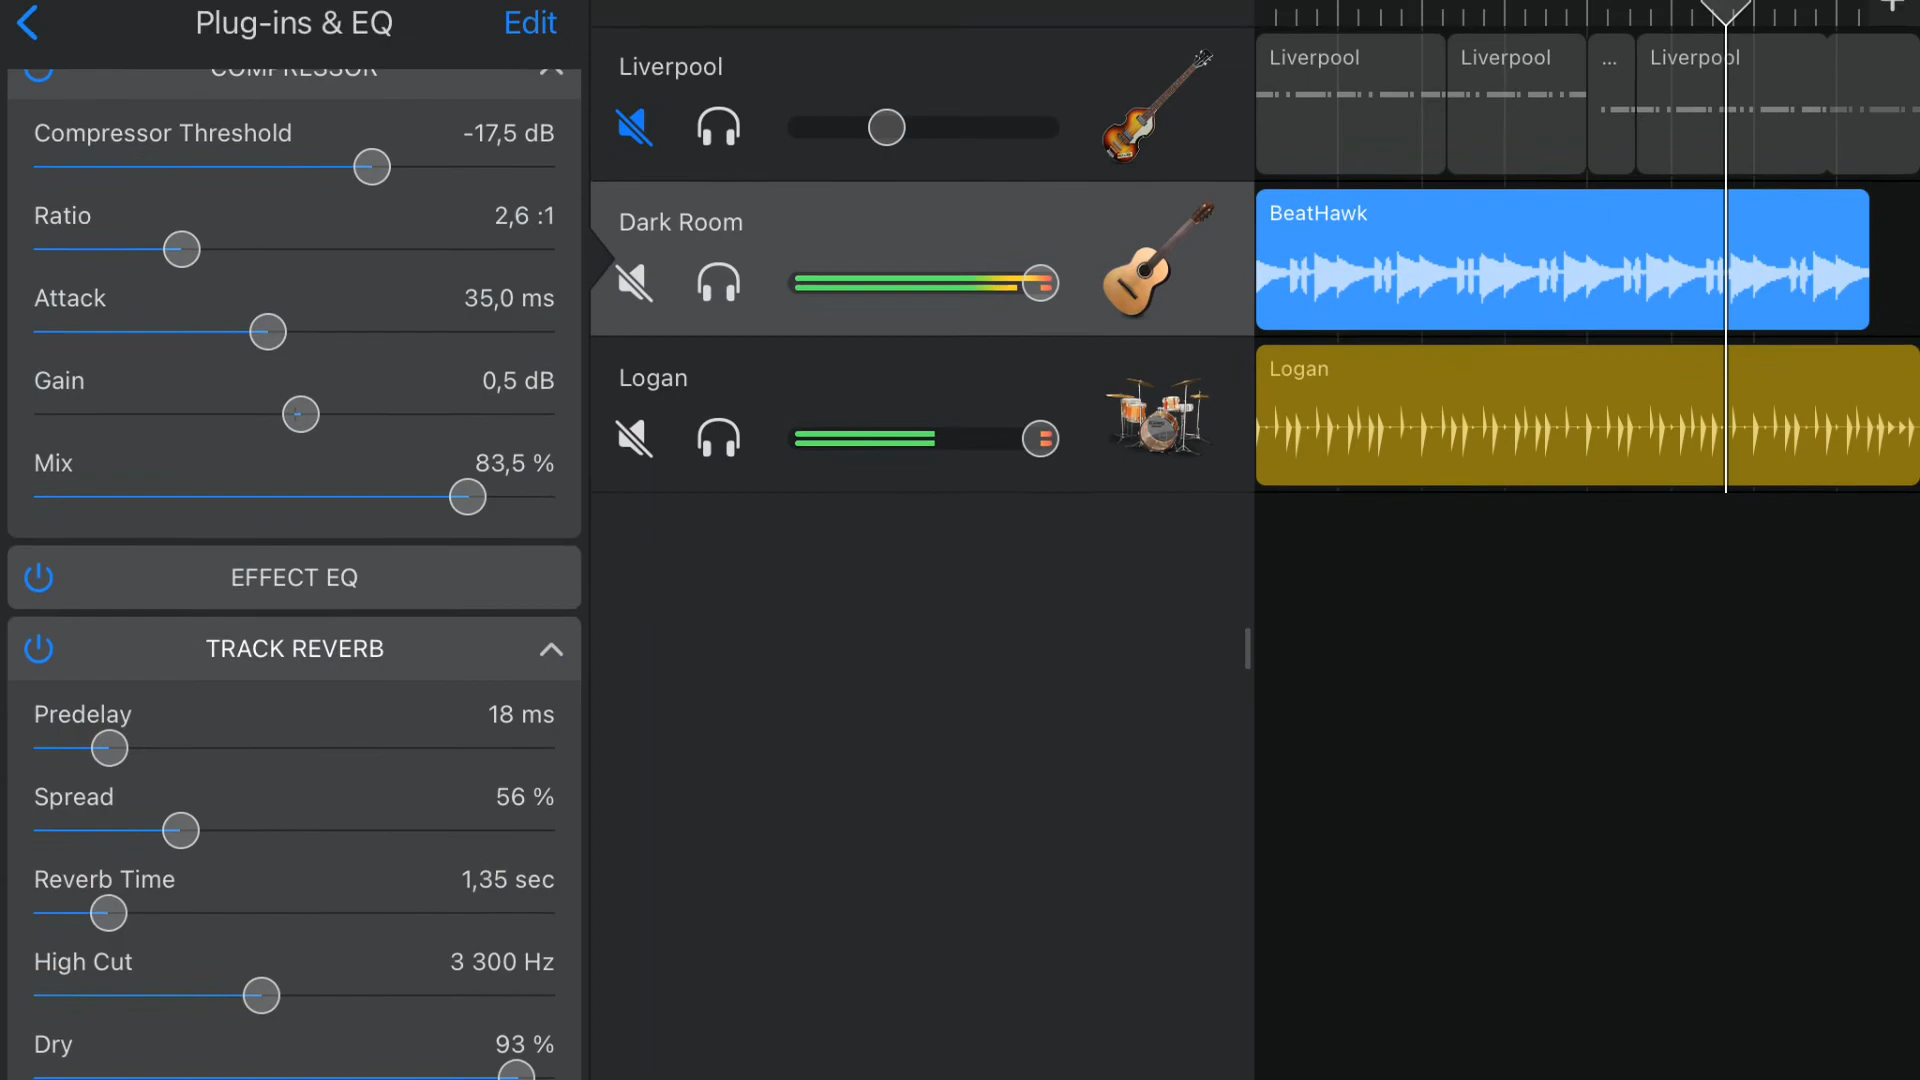 Plug-ins & EQ
Edit
COMPRESSOR
Compressor Threshold
-17,5 dB
Ratio
2,6 :1
Attack
35,0 ms
Gain
0,5 dB
Mix
83,5 %
EFFECT EQ
TRACK REVERB
Predelay
18 ms
Spread
56 %
Reverb Time
1,35 sec
High Cut
3 300 Hz
Dry
93 %
Liverpool
Dark Room
Logan
Liverpool
Liverpool
...
Liverpool
BeatHawk
Logan